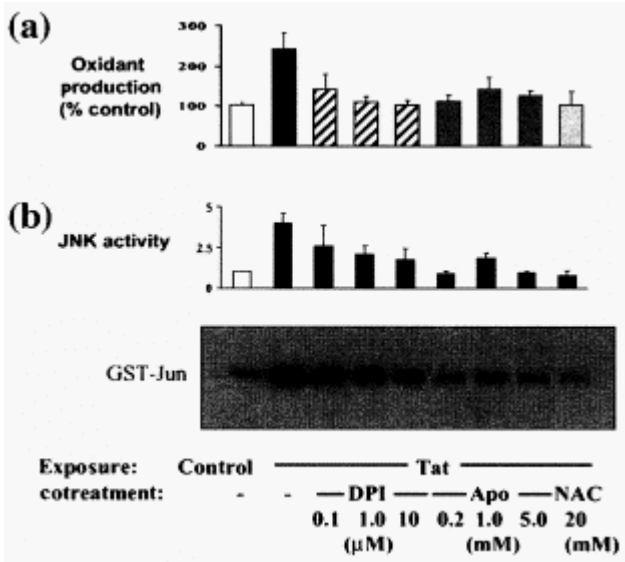 (a)
Oxidant
production
(% control)
300
200
100
0
(b)
JNK activity
5
2.5
0
GST-Jun
Exposure: Control Tat
cotreatment: - - DPI Apo NAC
0.1 1.0 10 0.2 1.0 5.0 20
(μM) (mM) (mM)